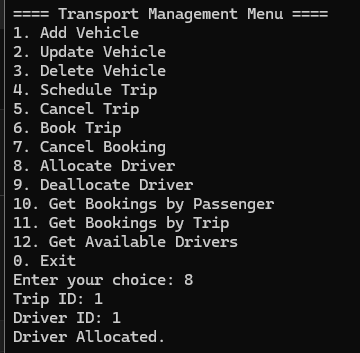 ==== Transport Management Menu ====
1. Add Vehicle
2. Update Vehicle
3. Delete Vehicle
4. Schedule Trip
5. Cancel Trip
6. Book Trip
7. Cancel Booking
8. Allocate Driver
9. Deallocate Driver
10. Get Bookings by Passenger
11. Get Bookings by Trip
12. Get Available Drivers
0. Exit
Enter your choice: 8
Trip ID: 1
Driver ID: 1
Driver Allocated.